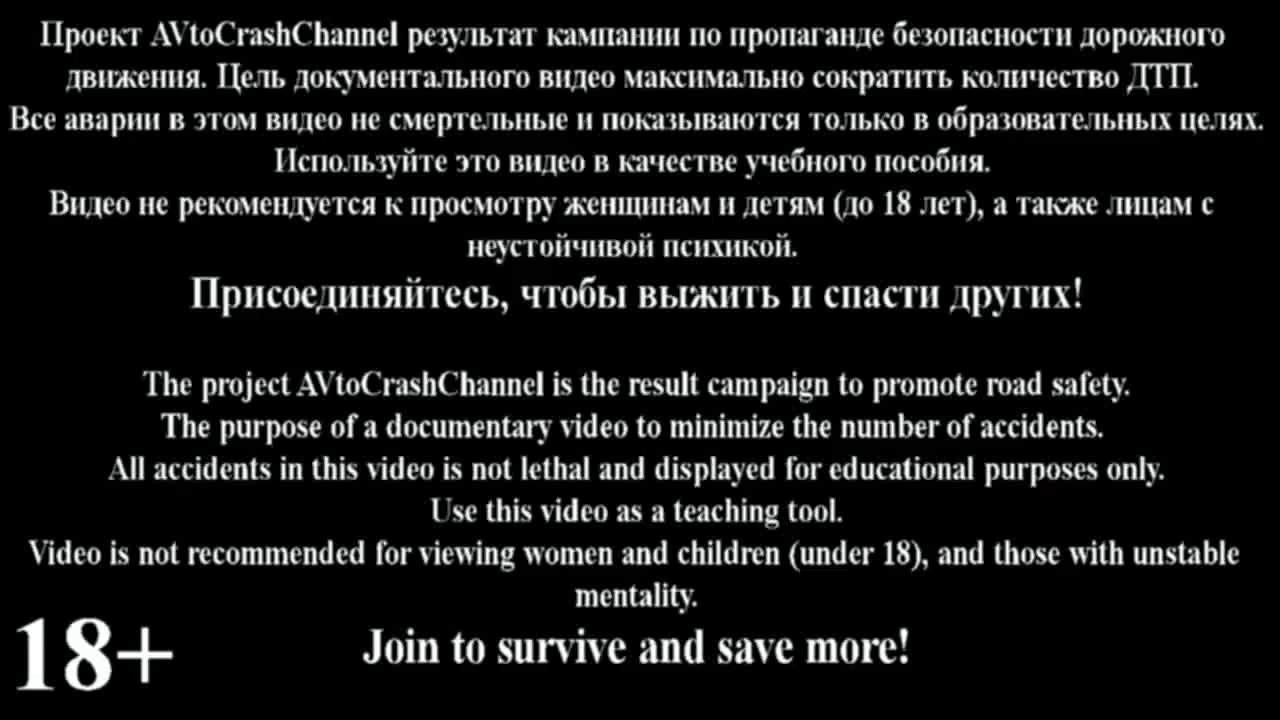 Проект AVtoCrashChannel результат кампании по пропаганде безопасности дорожного
движения. Цель документального видео максимально сократить количество ДТП.
Все аварии в этом видео не смертельные и показываются только в образовательных целях.
Используйте это видео в качестве учебного пособия.
Видео не рекомендуется к просмотру женщинам и детям (до 18 лет), а также лицам с
неустойчивой психикой.
Присоединяйтесь, чтобы выжить и спасти других!
The project AVtoCrashChannel is the result campaign to promote road safety.
The purpose of a documentary video to minimize the number of accidents.
All accidents in this video is not lethal and displayed for educational purposes only.
Use this video as a teaching tool.
Video is not recommended for viewing women and children (under 18), and those with unstable
mentality.
Join to survive and save more!
18+